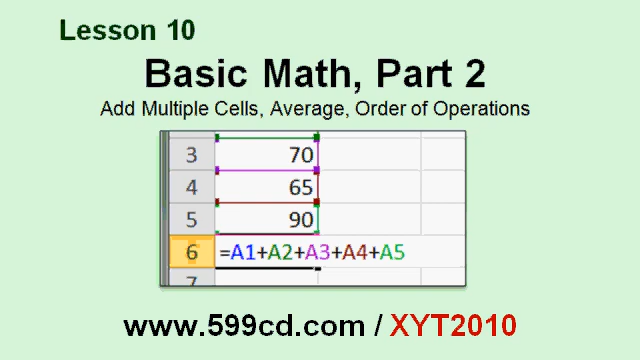 Lesson 10
Basic Math, Part 2
Add Multiple Cells, Average, Order of Operations
3 70
4 65
5 90
6 =A1+A2+A3+A4+A5
7
www.599cd.com / XYT2010